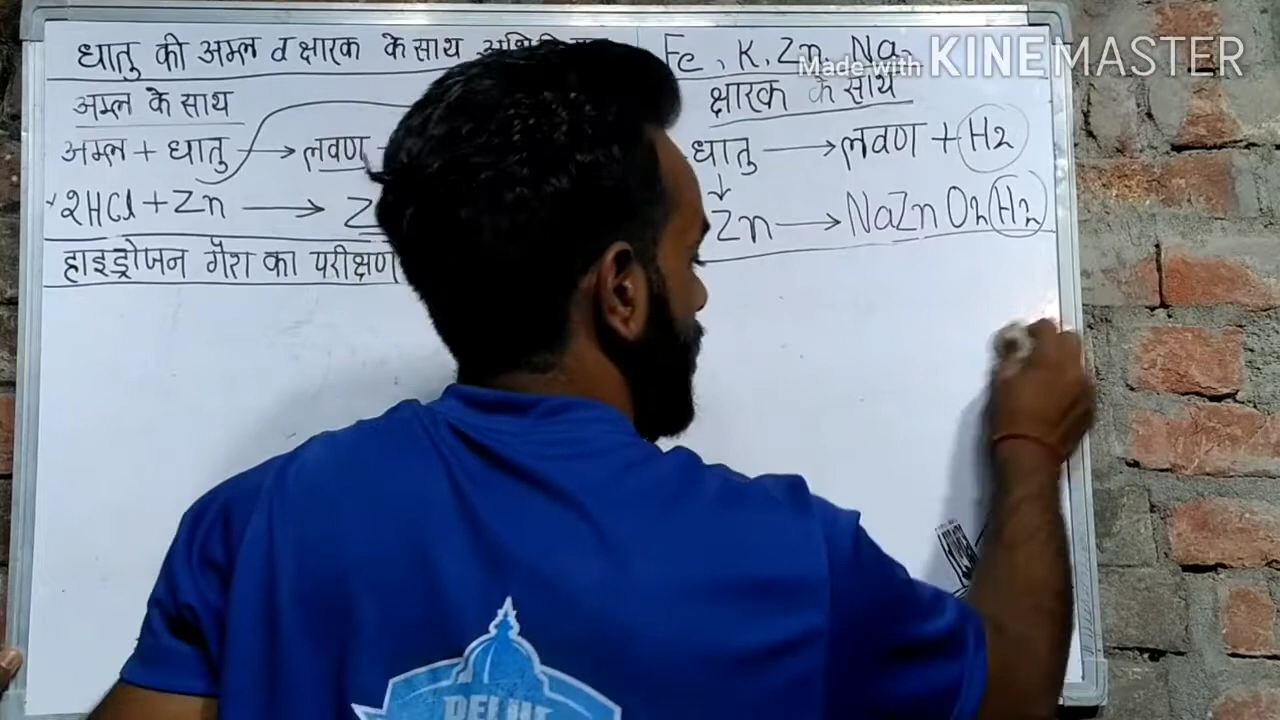 धातु की अम्ल व क्षारक के साथ
Fe, K, Zn, Na
Made with KINEMASTER
अम्ल के साथ
क्षारक के साथ
अम्ल + धातु → लवण
धातु → लवण + H2
↓
2HCl + Zn → Z
Zn → NaZnO2 H2
हाइड्रोजन गैस का परीक्षण
DELHI